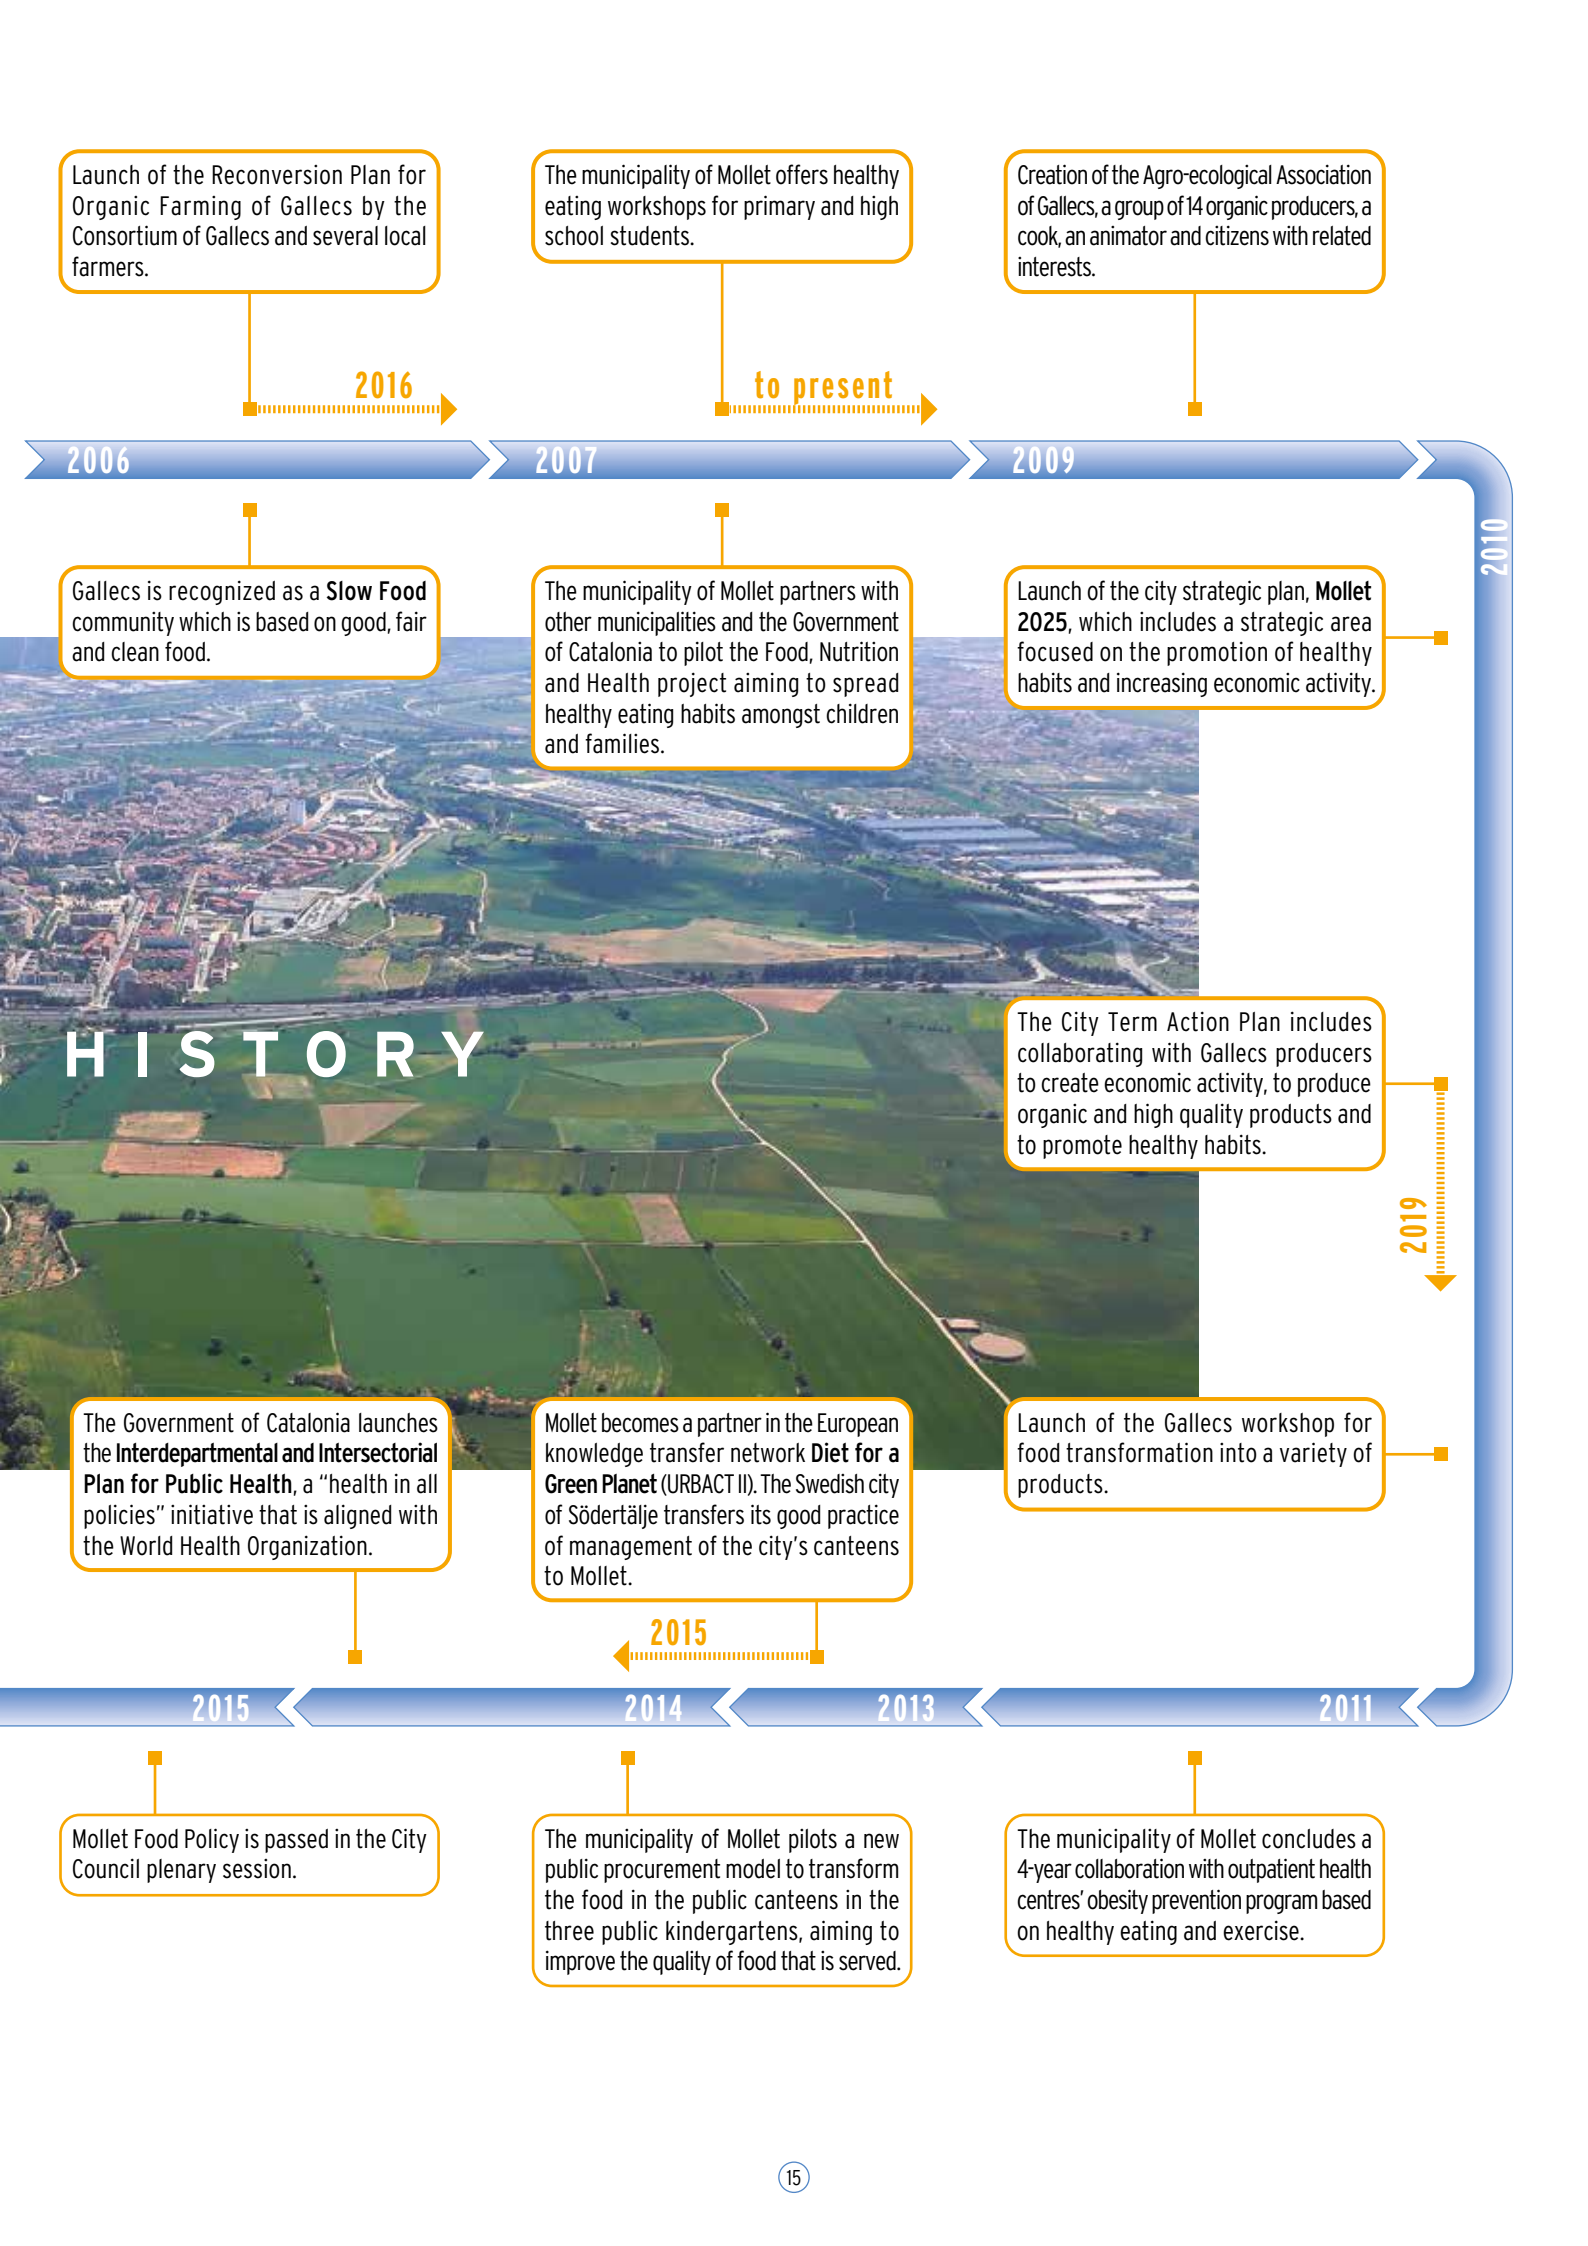 Launch of the Reconversion Plan for
Organic Farming of Gallecs by the
Consortium of Gallecs and several local
farmers.
The municipality of Mollet offers healthy
eating workshops for primary and high
school students.
Creation of the Agro-ecological Association
of Gallecs, a group of 14 organic producers, a
cook, an animator and citizens with related
interests.
2016
to present
2006
2007
2009
2010
Gallecs is recognized as a Slow Food
community which is based on good, fair
and clean food.
The municipality of Mollet partners with
other municipalities and the Government
of Catalonia to pilot the Food, Nutrition
and Health project aiming to spread
healthy eating habits amongst children
and families.
Launch of the city strategic plan, Mollet
2025, which includes a strategic area
focused on the promotion of healthy
habits and increasing economic activity.
HISTORY
The City Term Action Plan includes
collaborating with Gallecs producers
to create economic activity, to produce
organic and high quality products and
to promote healthy habits.
2019
The Government of Catalonia launches
the Interdepartmental and Intersectorial
Plan for Public Health, a “health in all
policies” initiative that is aligned with
the World Health Organization.
Mollet becomes a partner in the European
knowledge transfer network Diet for a
Green Planet (URBACT II). The Swedish city
of Södertälje transfers its good practice
of management of the city’s canteens
to Mollet.
Launch of the Gallecs workshop for
food transformation into a variety of
products.
2015
2015
2014
2013
2011
Mollet Food Policy is passed in the City
Council plenary session.
The municipality of Mollet pilots a new
public procurement model to transform
the food in the public canteens in the
three public kindergartens, aiming to
improve the quality of food that is served.
The municipality of Mollet concludes a
4-year collaboration with outpatient health
centres’ obesity prevention program based
on healthy eating and exercise.
15